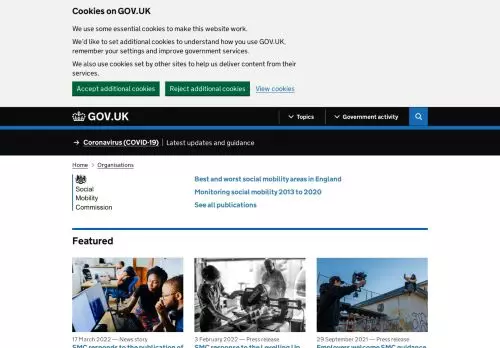 Cookies on GOV.UK
We use some essential cookies to make this website work.
We'd like to set additional cookies to understand how you use GOV.UK,
remember your settings and improve government services.
We also use cookies set by other sites to help us deliver content from their
services.
Accept additional cookies Reject additional cookies View cookies
GOV.UK Topics Government activity
→ Coronavirus (COVID-19) Latest updates and guidance
Home Organisations
Social
Mobility
Commission
Best and worst social mobility areas in England
Monitoring social mobility 2013 to 2020
See all publications
Featured
17 March 2022 — News story
SMC responds to the publication of
3 February 2022 — Press release
SMC response to the Levelling Up
29 September 2021 — Press release
Employers welcome SMC guidance